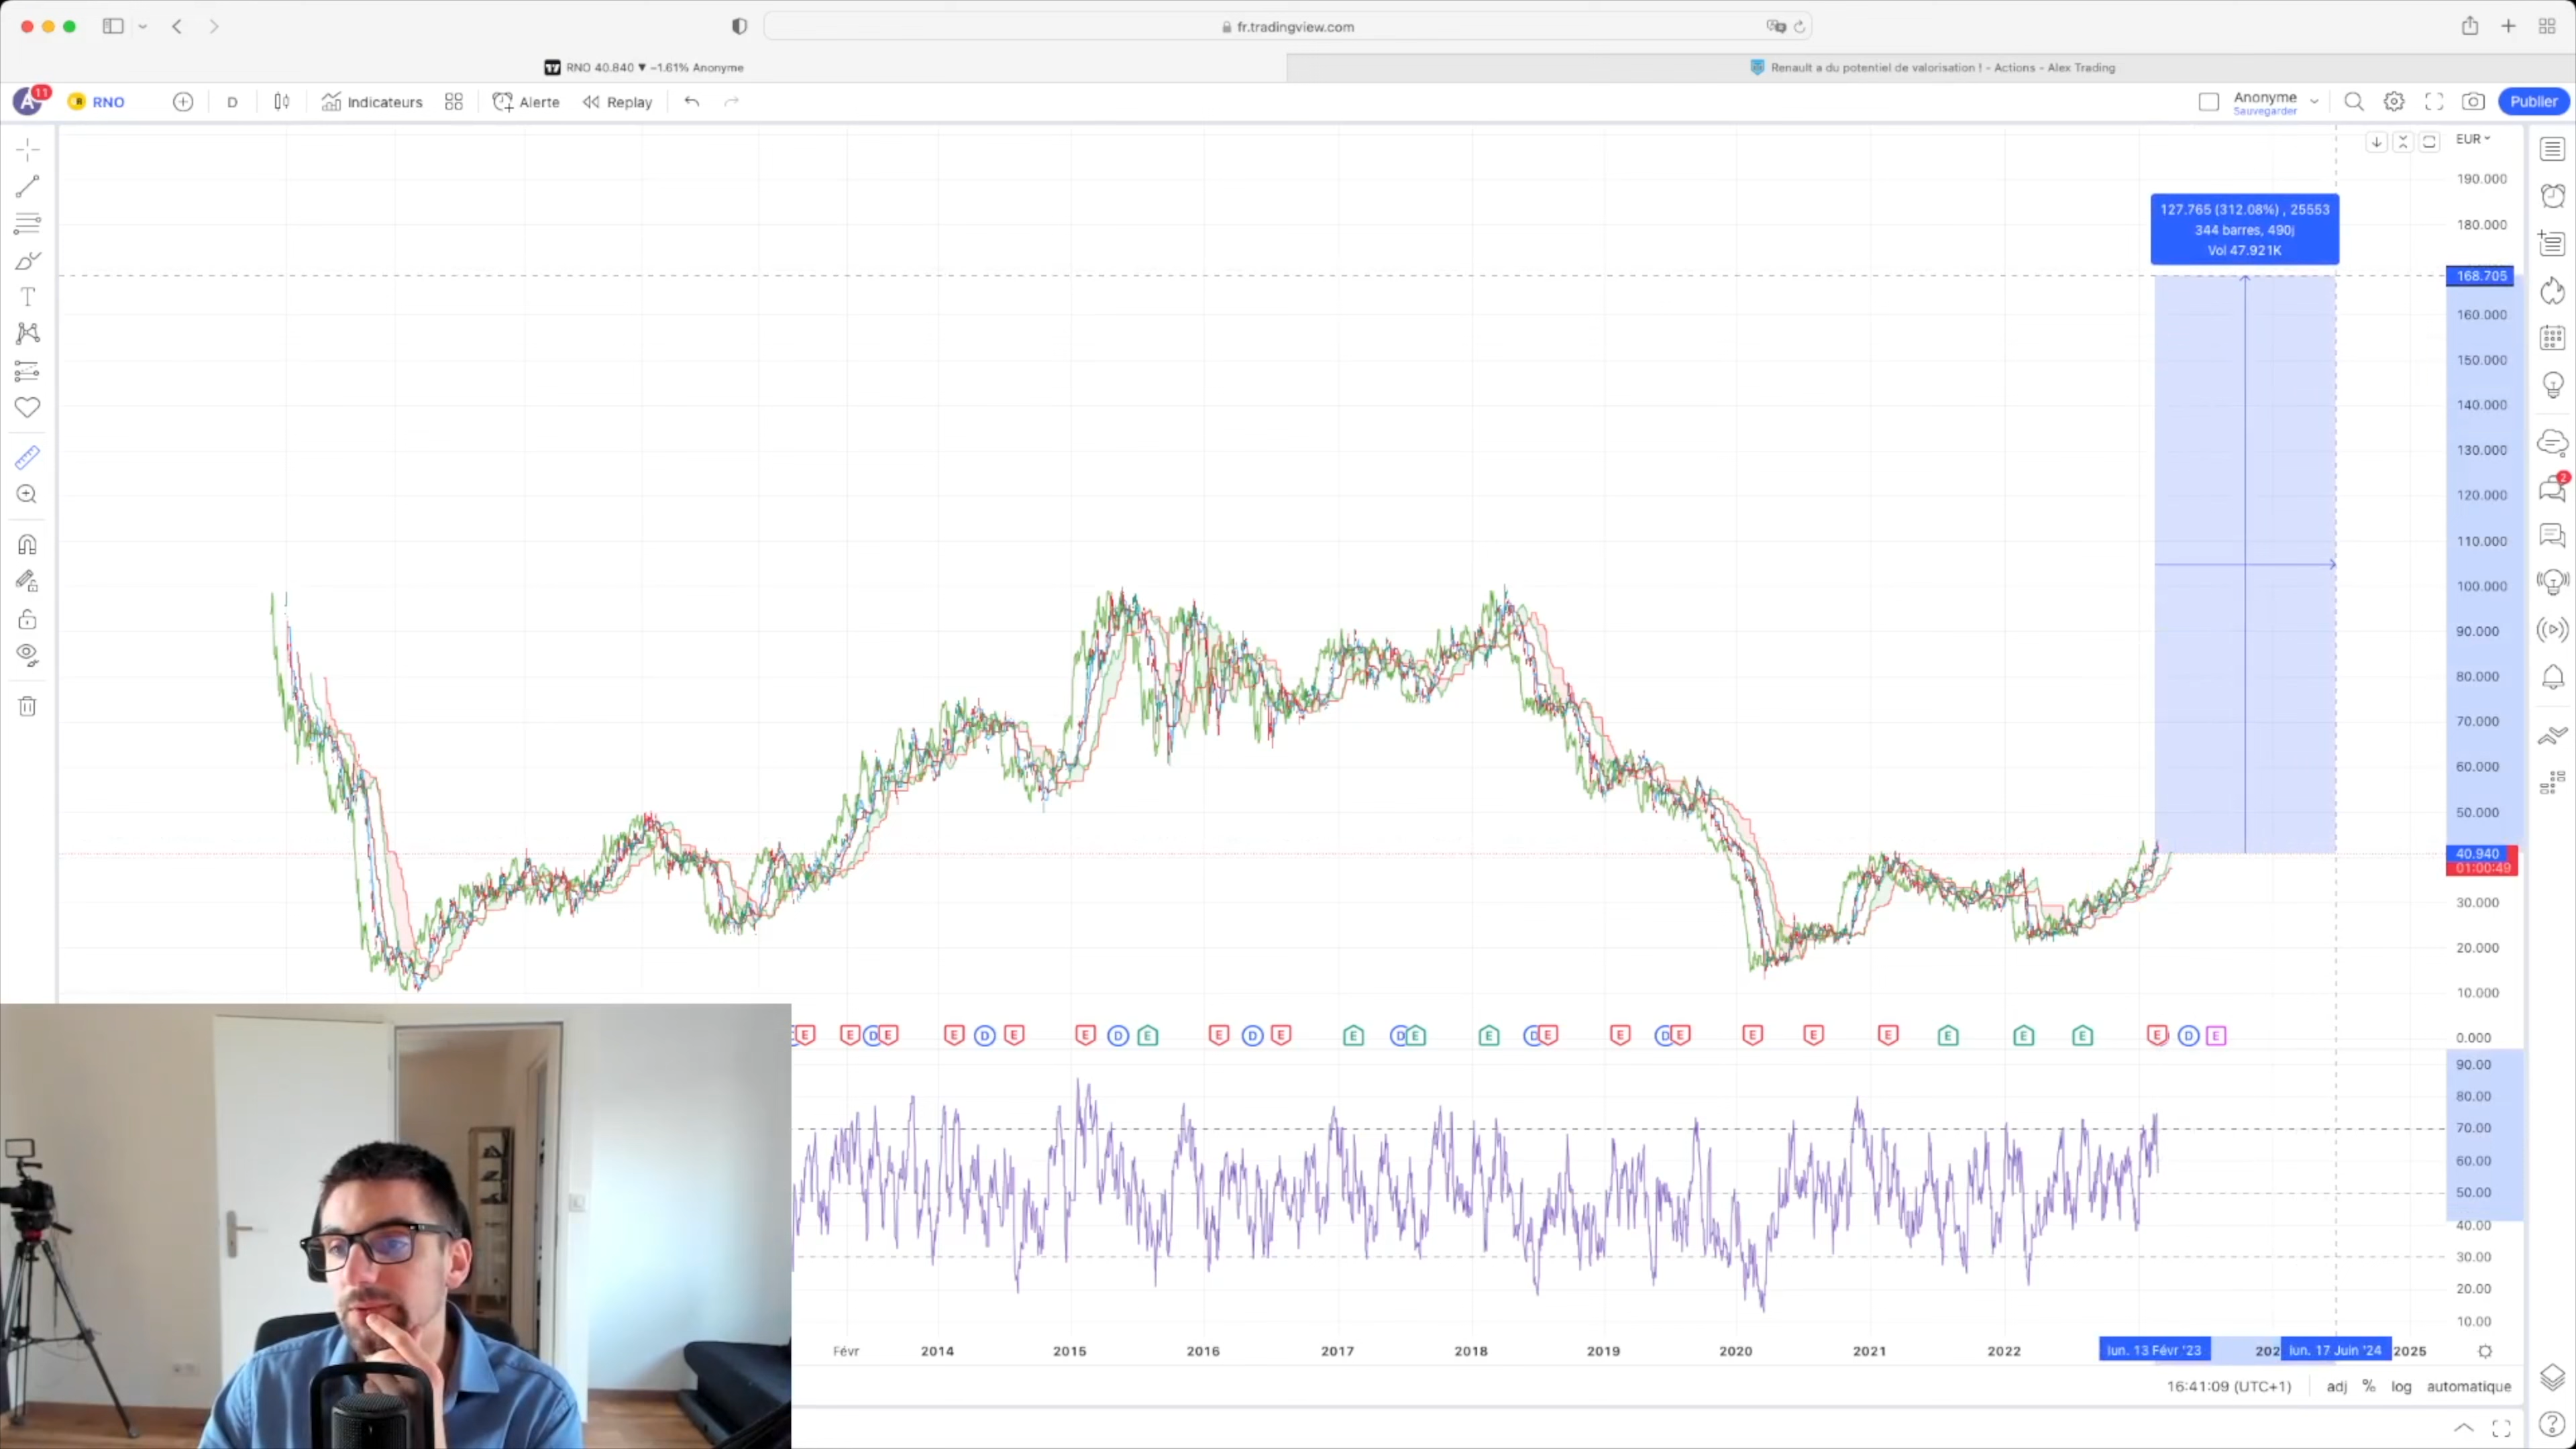 fr.tradingview.com
RNO 40.840 ▼ −1.61% Anonyme
Renault a du potentiel de valorisation ! - Actions - Alex Trading
A 11
B RNO
D
Indicateurs
Alerte
Replay
Anonyme
Sauvegarder
Publier
EUR
190.000
180.000
168.705
160.000
150.000
140.000
130.000
120.000
110.000
100.000
90.000
80.000
70.000
60.000
50.000
40.940
01:00:49
30.000
20.000
10.000
0.000
127.765 (312.08%) , 25553
344 barres, 490j
Vol 47.921K
2
E E D E E D E E D E E D E E D E E D E E D E E E E E E E E D E
90.00
80.00
70.00
60.00
50.00
40.00
30.00
20.00
10.00
Févr 2014 2015 2016 2017 2018 2019 2020 2021 2022 lun. 13 Févr '23 202 lun. 17 Juin '24 2025
16:41:09 (UTC+1) adj % log automatique